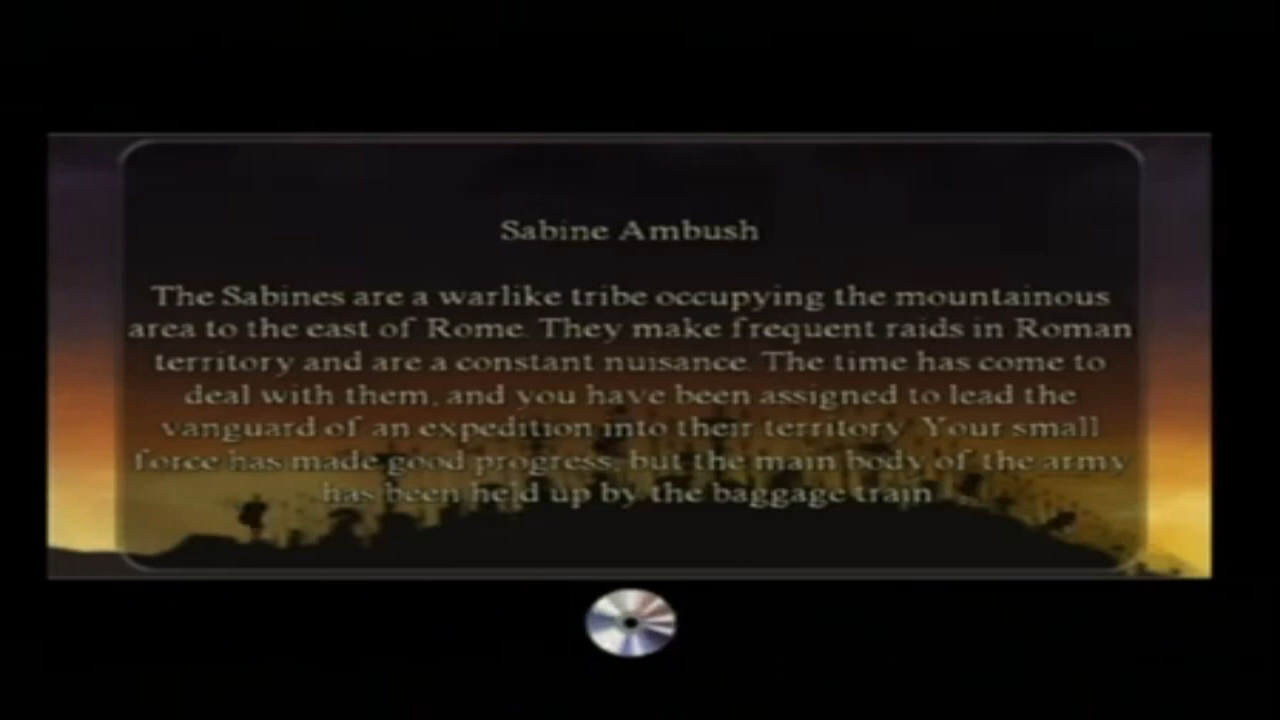 Sabine Ambush
The Sabines are a warlike tribe occupying the mountainous
area to the east of Rome. They make frequent raids in Roman
territory and are a constant nuisance. The time has come to
deal with them, and you have been assigned to lead the
vanguard of an expedition into their territory. Your small
force has made good progress, but the main body of the army
has been held up by the baggage train